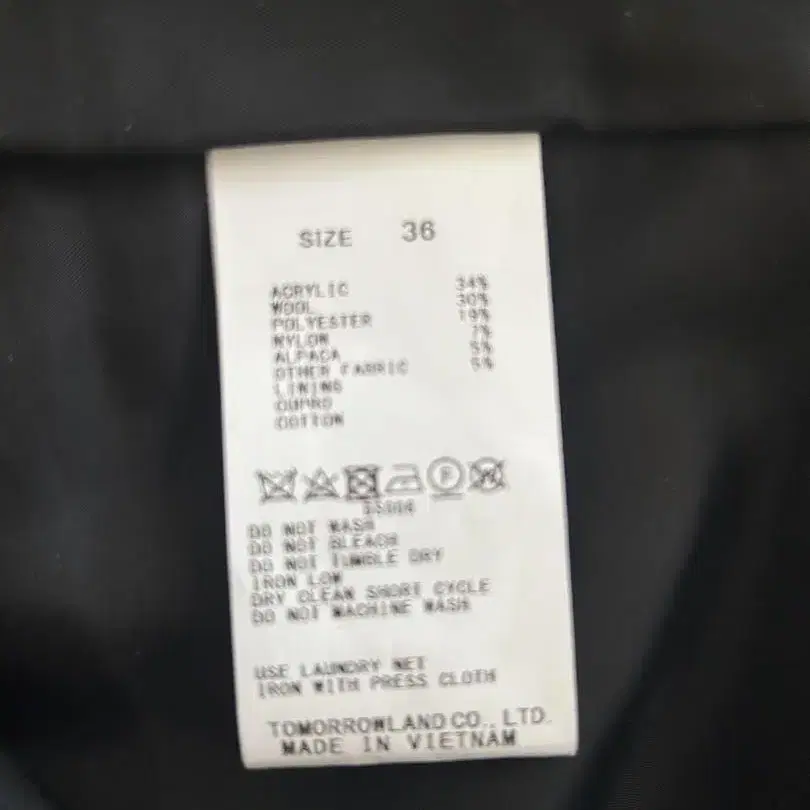 SIZE 36
ACRYLIC 34%
WOOL 30%
POLYESTER 19%
NYLON 7%
ALPACA 5%
OTHER FABRIC 5%
LINING
CUPRO
COTTON
DO NOT WASH
DO NOT BLEACH
DO NOT TUMBLE DRY
IRON LOW
DRY CLEAN SHORT CYCLE
DO NOT MACHINE WASH
USE LAUNDRY NET
IRON WITH PRESS CLOTH
TOMORROWLAND CO., LTD.
MADE IN VIETNAM